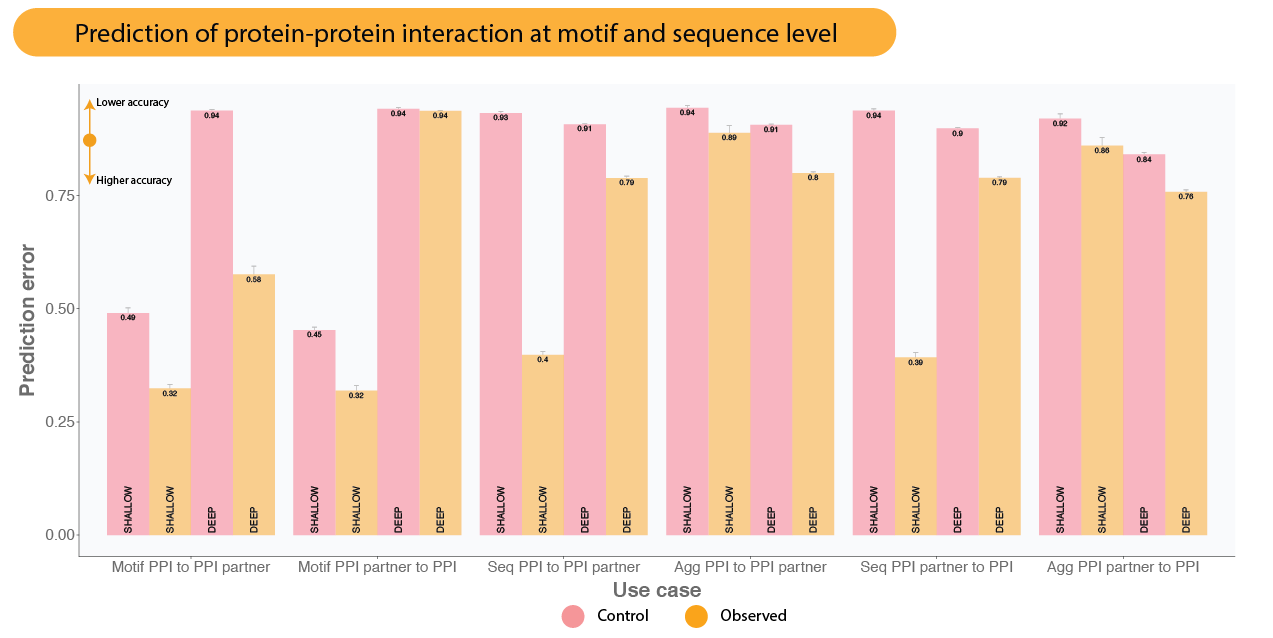 Prediction of protein-protein interaction at motif and sequence level
Lower accuracy
Higher accuracy
Prediction error
0.75
0.50
0.25
0.00
0.49
0.32
0.94
0.58
0.45
0.32
0.94
0.94
0.93
0.4
0.91
0.79
0.94
0.89
0.91
0.8
0.94
0.39
0.9
0.79
0.92
0.86
0.84
0.76
SHALLOW
SHALLOW
DEEP
DEEP
SHALLOW
SHALLOW
DEEP
DEEP
SHALLOW
SHALLOW
DEEP
DEEP
SHALLOW
SHALLOW
DEEP
DEEP
SHALLOW
SHALLOW
DEEP
DEEP
SHALLOW
SHALLOW
DEEP
DEEP
Motif PPI to PPI partner
Motif PPI partner to PPI
Seq PPI to PPI partner
Agg PPI to PPI partner
Seq PPI partner to PPI
Agg PPI partner to PPI
Use case
Control
Observed